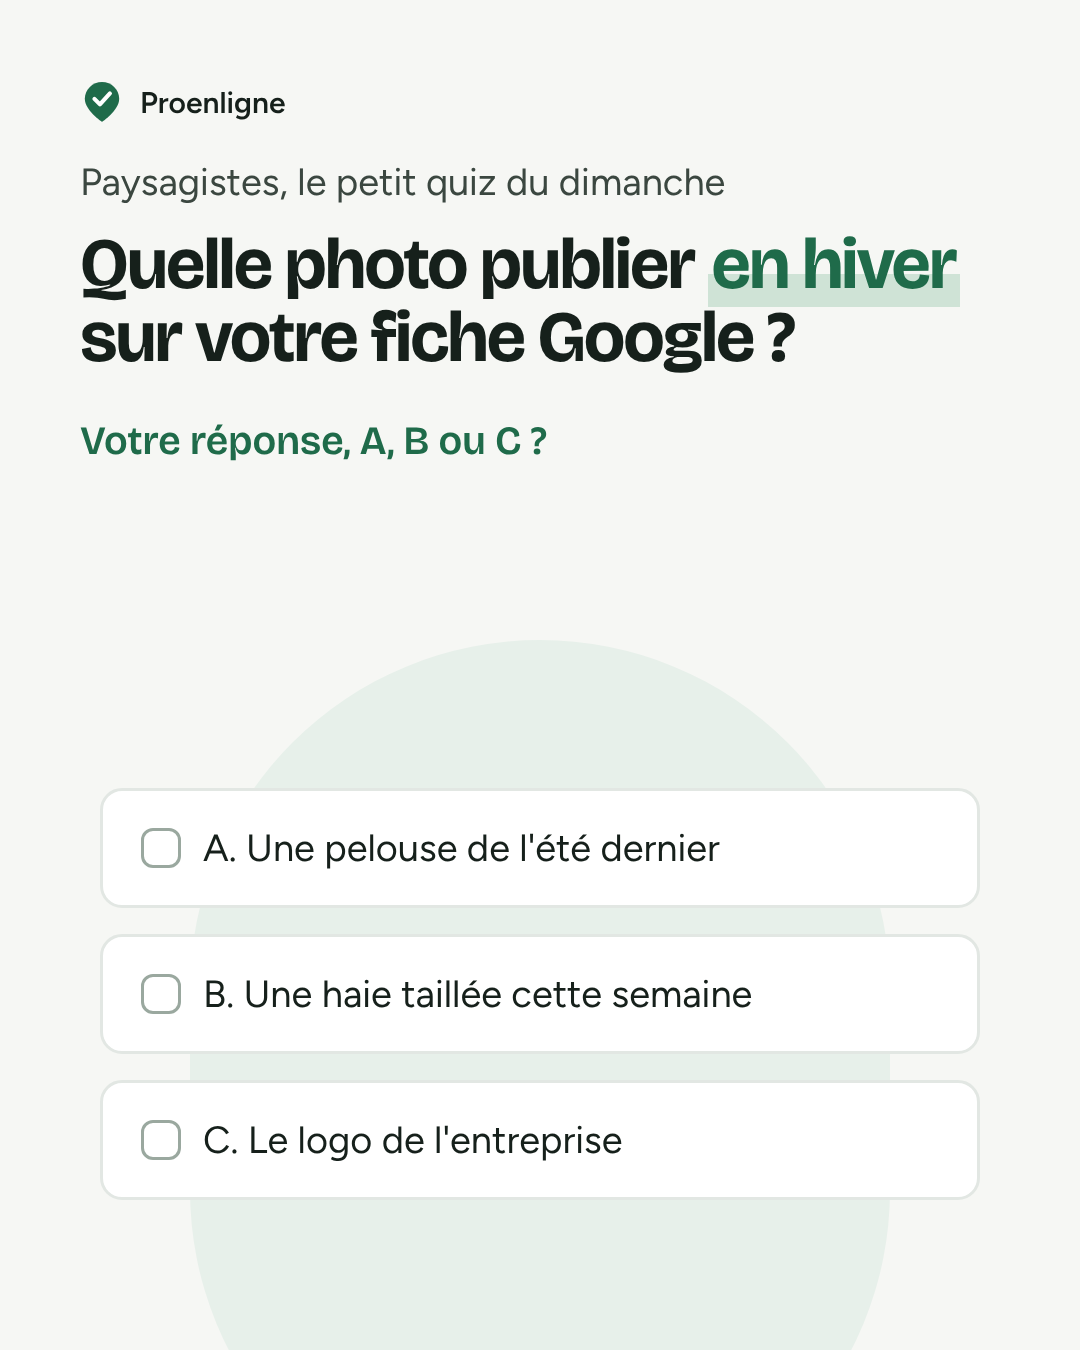 Proenligne
Paysagistes, le petit quiz du dimanche
Quelle photo publier en hiver
sur votre fiche Google ?
Votre réponse, A, B ou C ?
A. Une pelouse de l'été dernier
B. Une haie taillée cette semaine
C. Le logo de l'entreprise